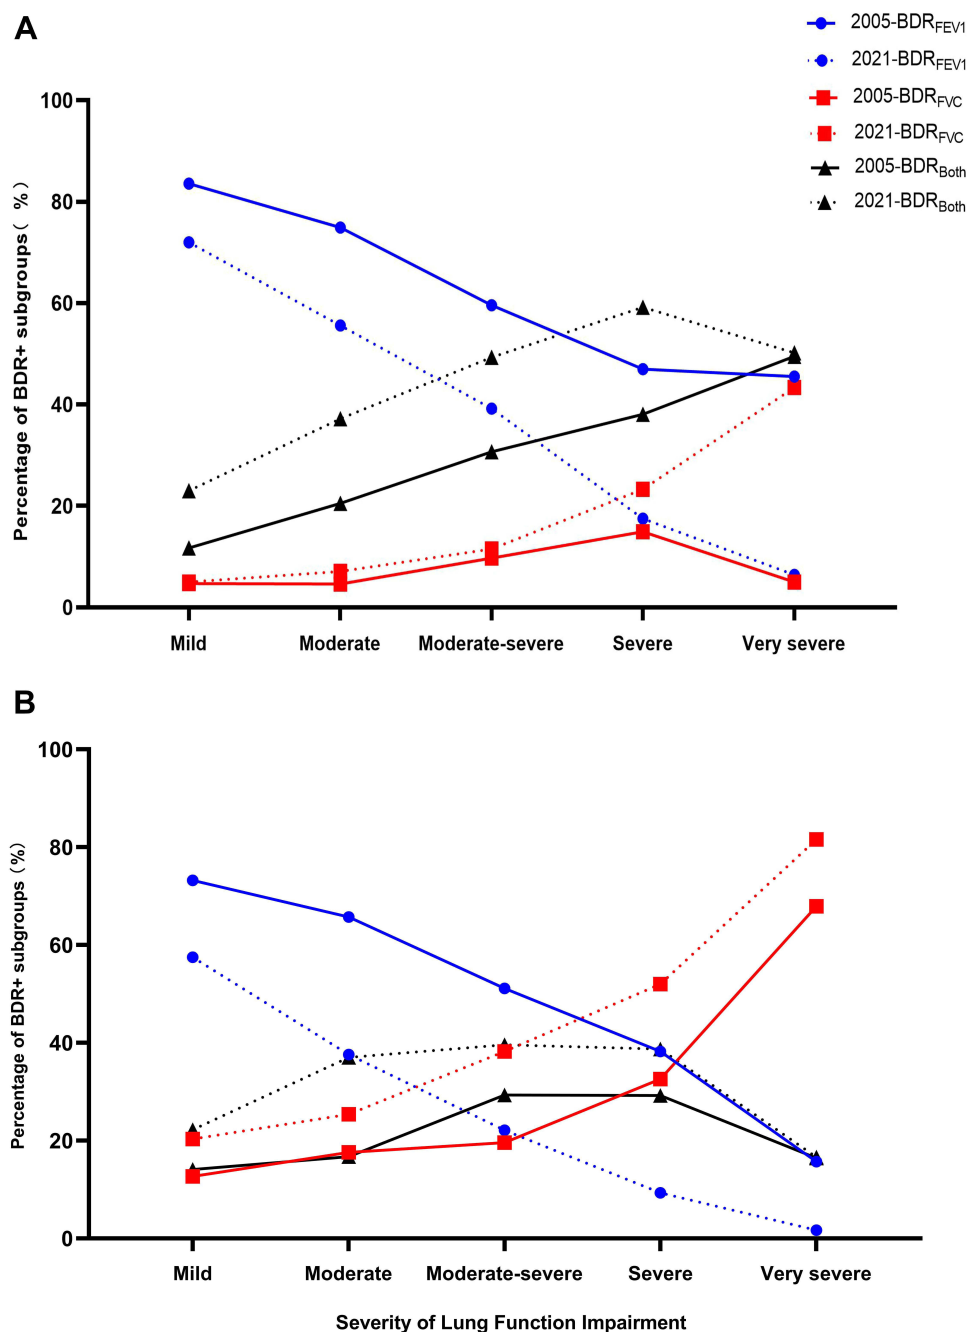 A
2005-BDRFEV1
2021-BDRFEV1
2005-BDRFVC
2021-BDRFVC
2005-BDRBoth
2021-BDRBoth
Percentage of BDR+ subgroups（ %）
100
80
60
40
20
0
Mild Moderate Moderate-severe Severe Very severe
B
Percentage of BDR+ subgroups（%）
100
80
60
40
20
0
Mild Moderate Moderate-severe Severe Very severe
Severity of Lung Function Impairment